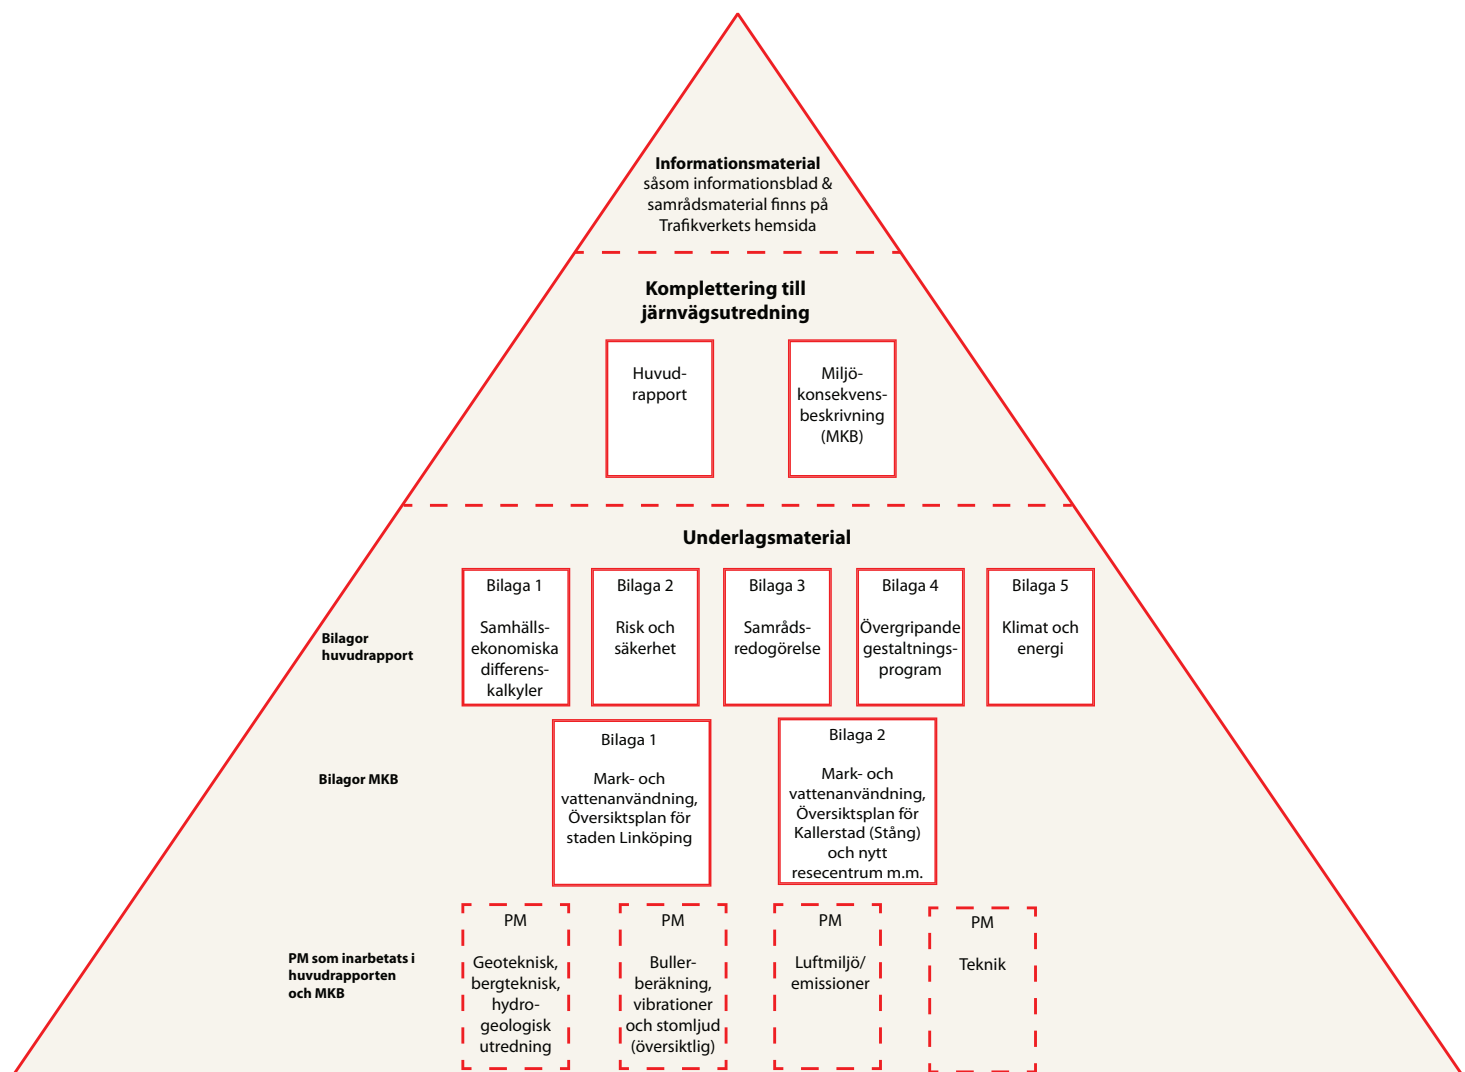 Informationsmaterial
såsom informationsblad &
samrådsmaterial finns på
Trafikverkets hemsida
Komplettering till
järnvägsutredning
Huvud-
rapport
Miljö-
konsekvens-
beskrivning
(MKB)
Underlagsmaterial
Bilagor
huvudrapport
Bilaga 1
Samhälls-
ekonomiska
differens-
kalkyler
Bilaga 2
Risk och
säkerhet
Bilaga 3
Samråds-
redogörelse
Bilaga 4
Övergripande
gestaltnings-
program
Bilaga 5
Klimat och
energi
Bilagor MKB
Bilaga 1
Mark- och
vattenanvändning,
Översiktsplan för
staden Linköping
Bilaga 2
Mark- och
vattenanvändning,
Översiktsplan för
Kallerstad (Stång)
och nytt
resecentrum m.m.
PM som inarbetats i
huvudrapporten
och MKB
PM
Geoteknisk,
bergteknisk,
hydro-
geologisk
utredning
PM
Buller-
beräkning,
vibrationer
och stomljud
(översiktlig)
PM
Luftmiljö/
emissioner
PM
Teknik